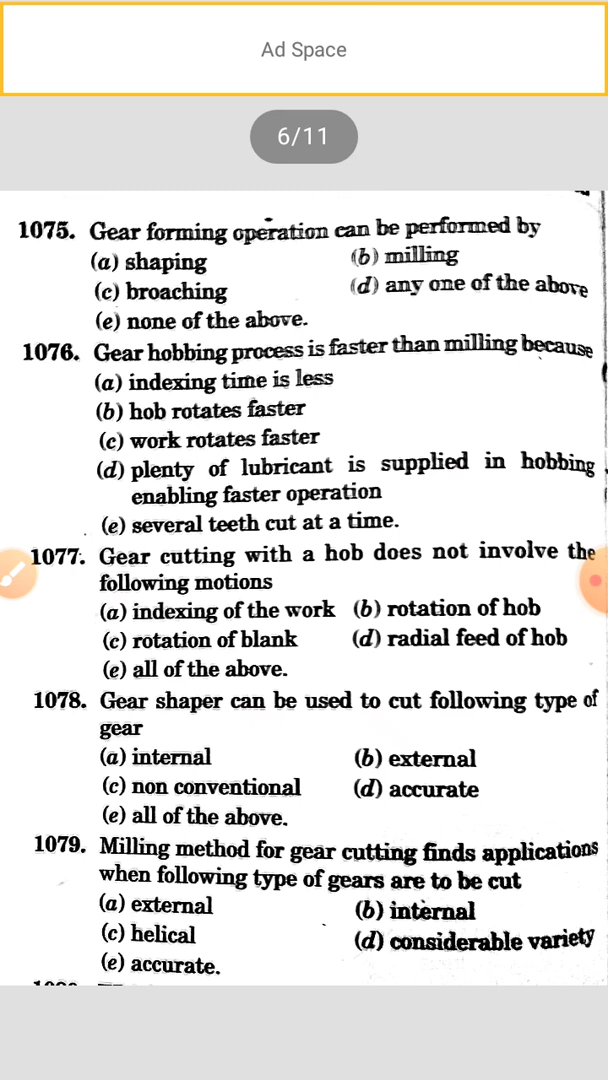 Ad Space
6/11
1075. Gear forming operation can be performed by
(a) shaping (b) milling
(c) broaching (d) any one of the above
(e) none of the above.
1076. Gear hobbing process is faster than milling because
(a) indexing time is less
(b) hob rotates faster
(c) work rotates faster
(d) plenty of lubricant is supplied in hobbing
enabling faster operation
(e) several teeth cut at a time.
1077. Gear cutting with a hob does not involve the
following motions
(a) indexing of the work (b) rotation of hob
(c) rotation of blank (d) radial feed of hob
(e) all of the above.
1078. Gear shaper can be used to cut following type of
gear
(a) internal (b) external
(c) non conventional (d) accurate
(e) all of the above.
1079. Milling method for gear cutting finds applications
when following type of gears are to be cut
(a) external (b) internal
(c) helical (d) considerable variety
(e) accurate.